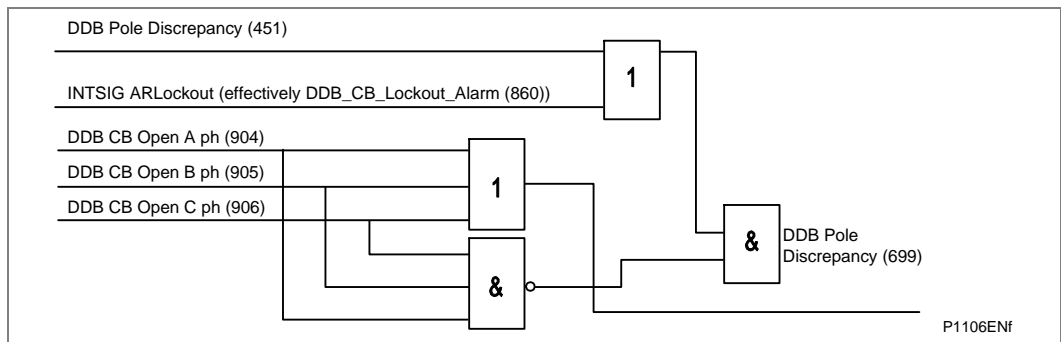 DDB Pole Discrepancy (451)
1
INTSIG ARLockout (effectively DDB_CB_Lockout_Alarm (860))
DDB CB Open A ph (904)
DDB CB Open B ph (905)
1
DDB CB Open C ph (906)
&
DDB Pole
Discrepancy (699)
&
P1106ENf